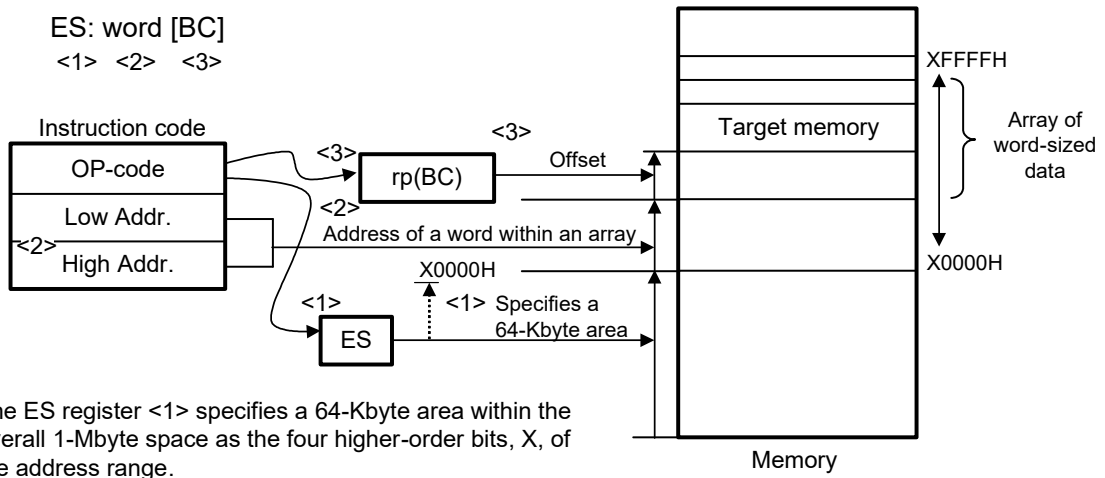 ES: word [BC]
<1> <2> <3>
Instruction code
OP-code
Low Addr.
<2>
High Addr.
<3>
rp(BC)
<3>
Offset
<2>
Address of a word within an array
X0000H
<1>
<1> Specifies a
64-Kbyte area
ES
Target memory
XFFFFH
Array of
word-sized
data
X0000H
Memory
ES register <1> specifies a 64-Kbyte area within the
1-Mbyte space as the four higher-order bits, X, of
address range.